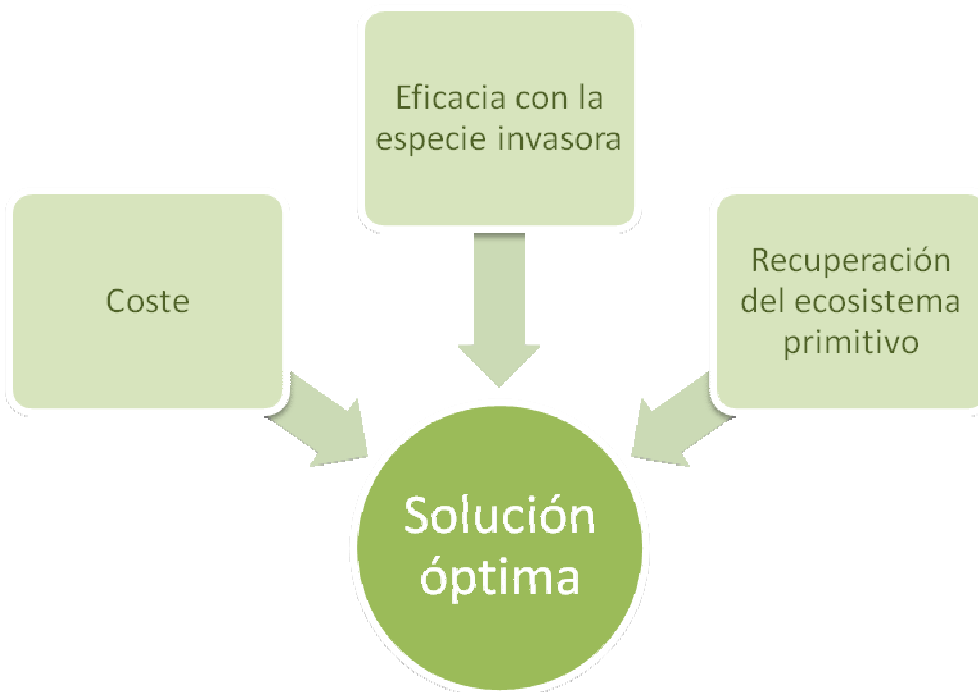 Eficacia con la
especie invasora
Coste
Recuperación
del ecosistema
primitivo
Solución
óptima